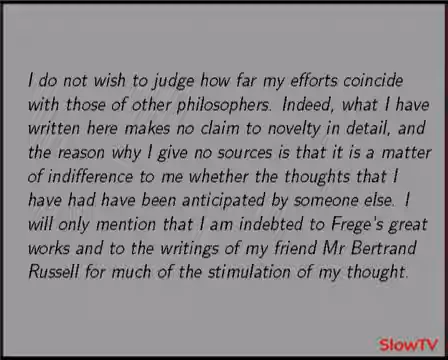 I do not wish to judge how far my efforts coincide
with those of other philosophers. Indeed, what I have
written here makes no claim to novelty in detail, and
the reason why I give no sources is that it is a matter
of indifference to me whether the thoughts that I
have had have been anticipated by someone else. I
will only mention that I am indebted to Frege's great
works and to the writings of my friend Mr Bertrand
Russell for much of the stimulation of my thought.
SlowTV